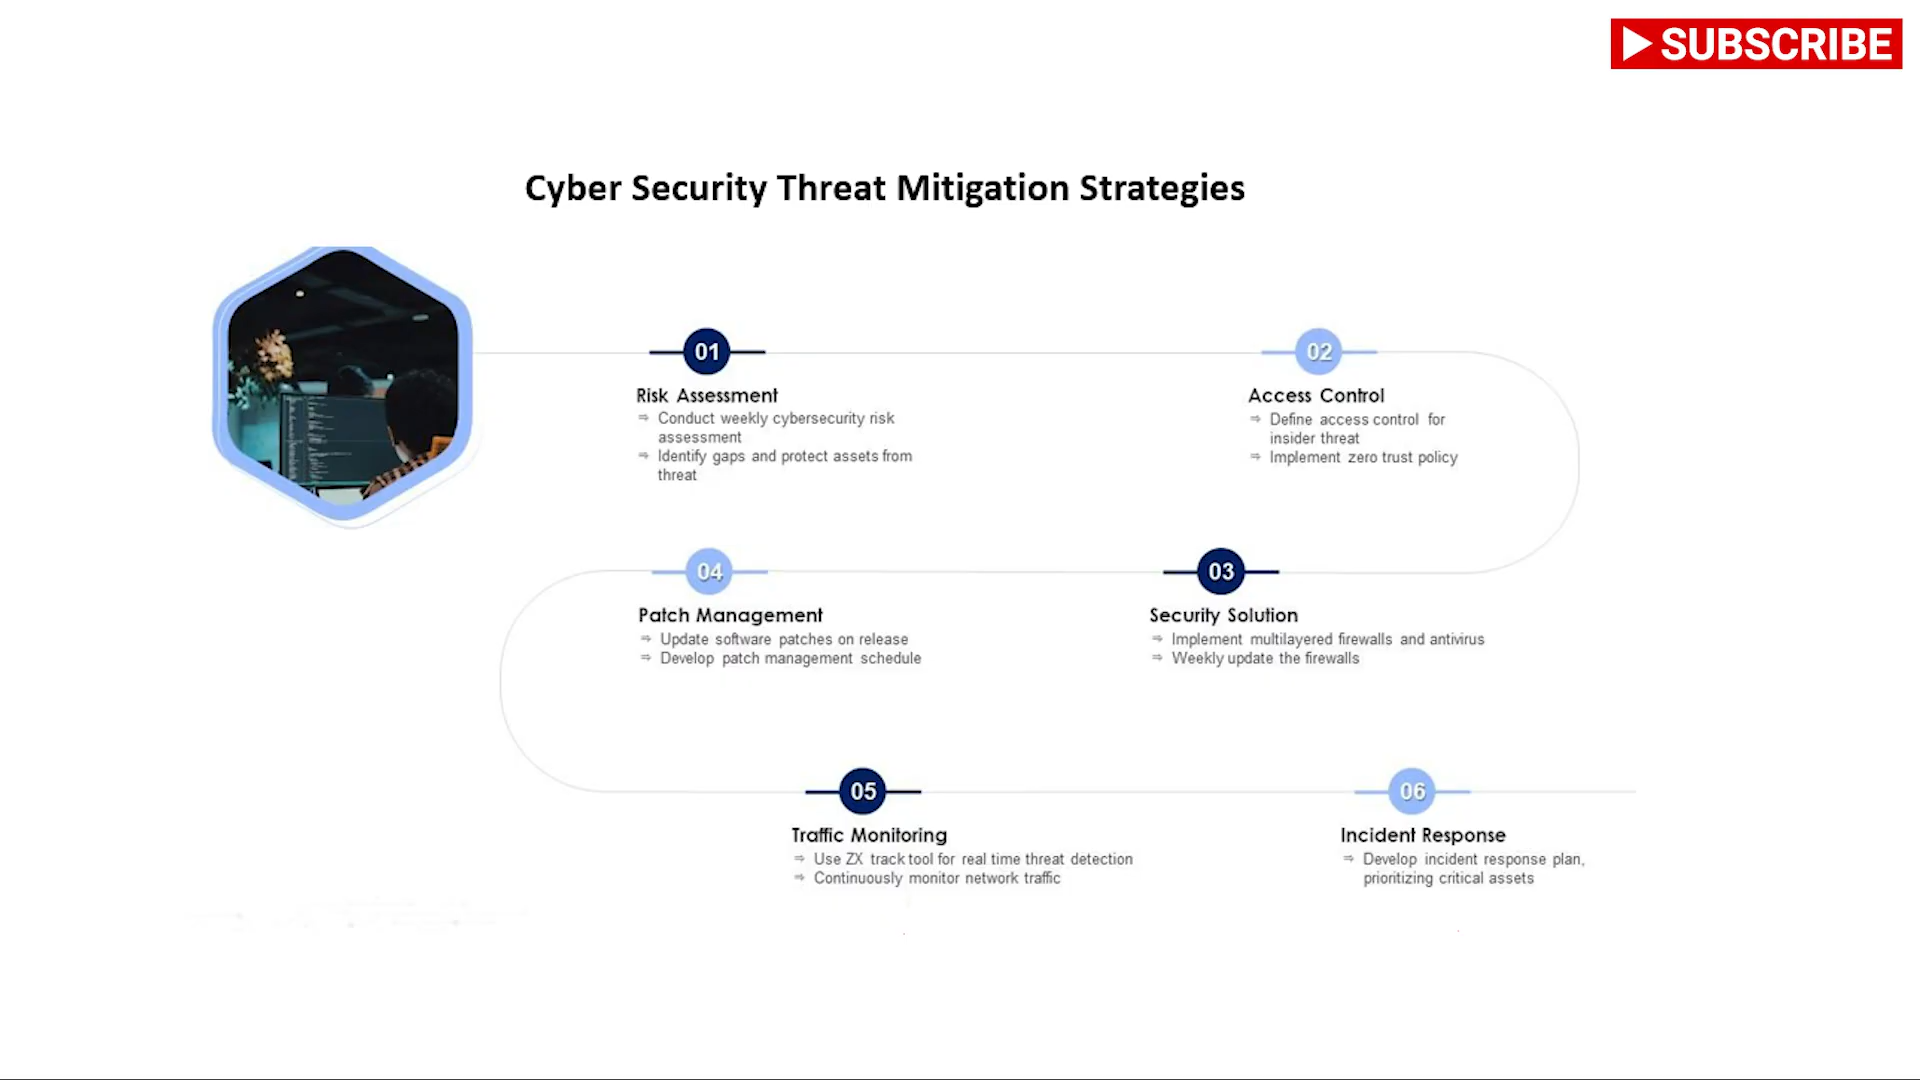 SUBSCRIBE
Cyber Security Threat Mitigation Strategies
01
Risk Assessment
⇒ Conduct weekly cybersecurity risk
assessment
⇒ Identify gaps and protect assets from
threat
02
Access Control
⇒ Define access control for
insider threat
⇒ Implement zero trust policy
03
Security Solution
⇒ Implement multilayered firewalls and antivirus
⇒ Weekly update the firewalls
04
Patch Management
⇒ Update software patches on release
⇒ Develop patch management schedule
05
Traffic Monitoring
⇒ Use ZX track tool for real time threat detection
⇒ Continuously monitor network traffic
06
Incident Response
⇒ Develop incident response plan,
prioritizing critical assets